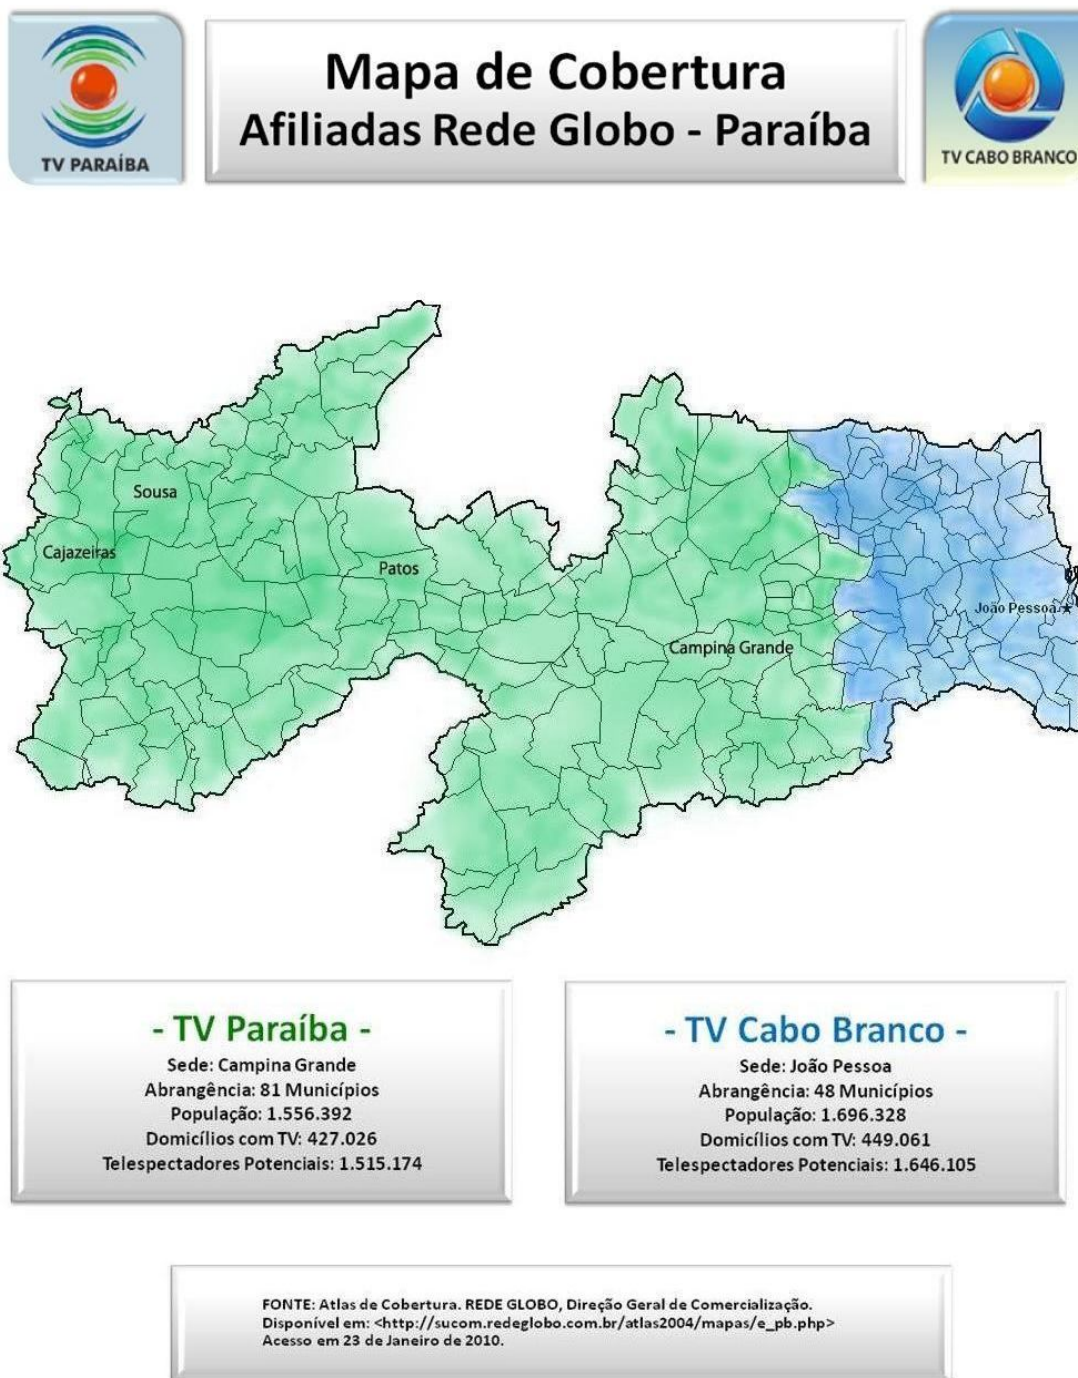 TV PARAÍBA
Mapa de Cobertura
Afiliadas Rede Globo - Paraíba
TV CABO BRANCO
Sousa
Cajazeiras
Patos
João Pessoa
Campina Grande
- TV Paraíba -
Sede: Campina Grande
Abrangência: 81 Municípios
População: 1.556.392
Domicílios com TV: 427.026
Telespectadores Potenciais: 1.515.174
- TV Cabo Branco -
Sede: João Pessoa
Abrangência: 48 Municípios
População: 1.696.328
Domicílios com TV: 449.061
Telespectadores Potenciais: 1.646.105
FONTE: Atlas de Cobertura. REDE GLOBO, Direção Geral de Comercialização.
Disponível em: <http://sucom.redeglobo.com.br/atlas2004/mapas/e_pb.php>
Acesso em 23 de Janeiro de 2010.